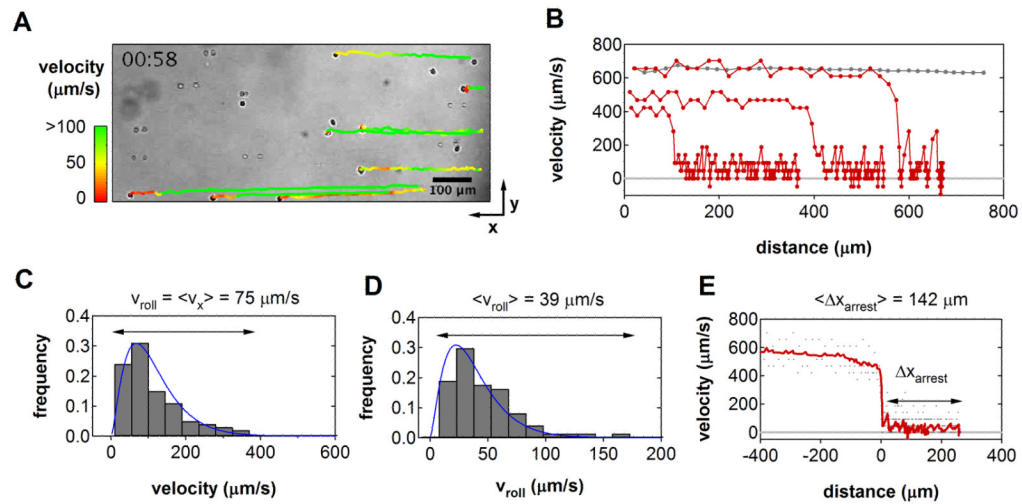 A
velocity
(μm/s)
>100
50
0
00:58
100 μm
y
x
B
velocity (μm/s)
800
600
400
200
0
0 200 400 600 800
distance (μm)
C
v_roll = <v_x> = 75 μm/s
frequency
0.4
0.3
0.2
0.1
0.0
0 200 400 600
velocity (μm/s)
D
<v_roll> = 39 μm/s
frequency
0.4
0.3
0.2
0.1
0.0
0 50 100 150 200
v_roll (μm/s)
E
<Δx_arrest> = 142 μm
velocity (μm/s)
800
600
400
200
0
Δx_arrest
-400 -200 0 200 400
distance (μm)